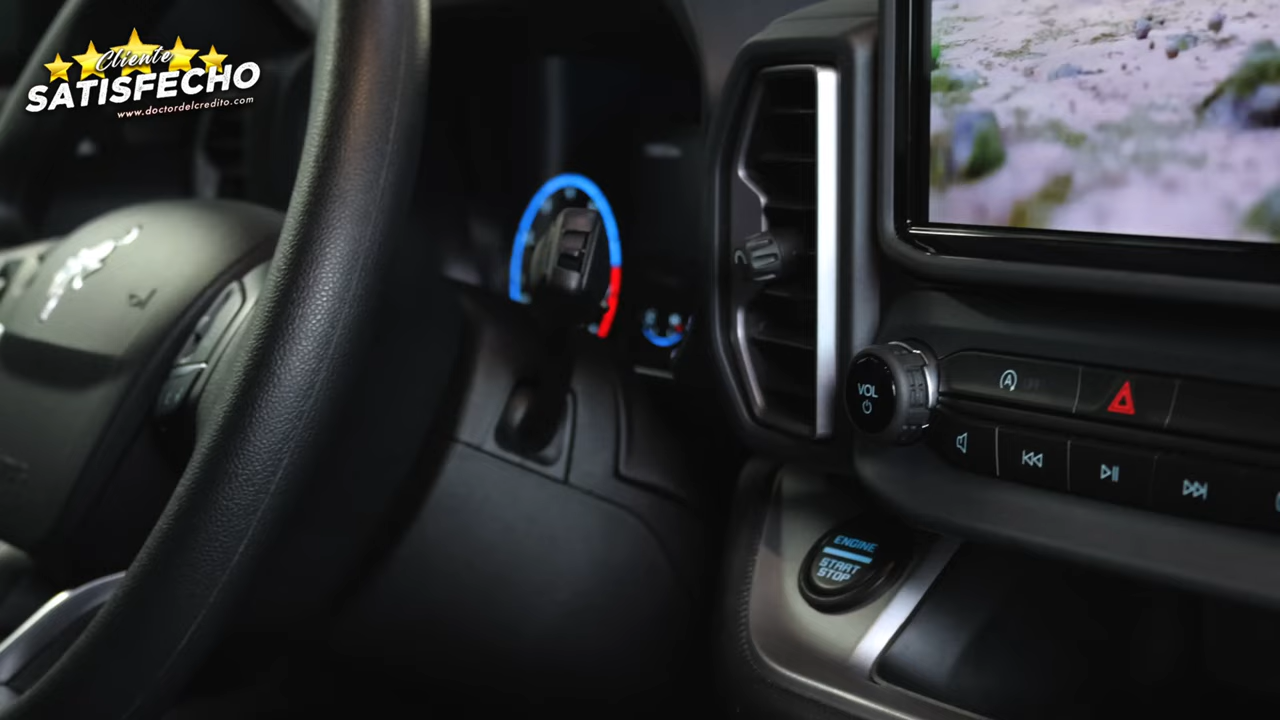 Cliente
SATISFECHO
www.doctordelcredito.com
VOL
A
ENGINE
START
STOP